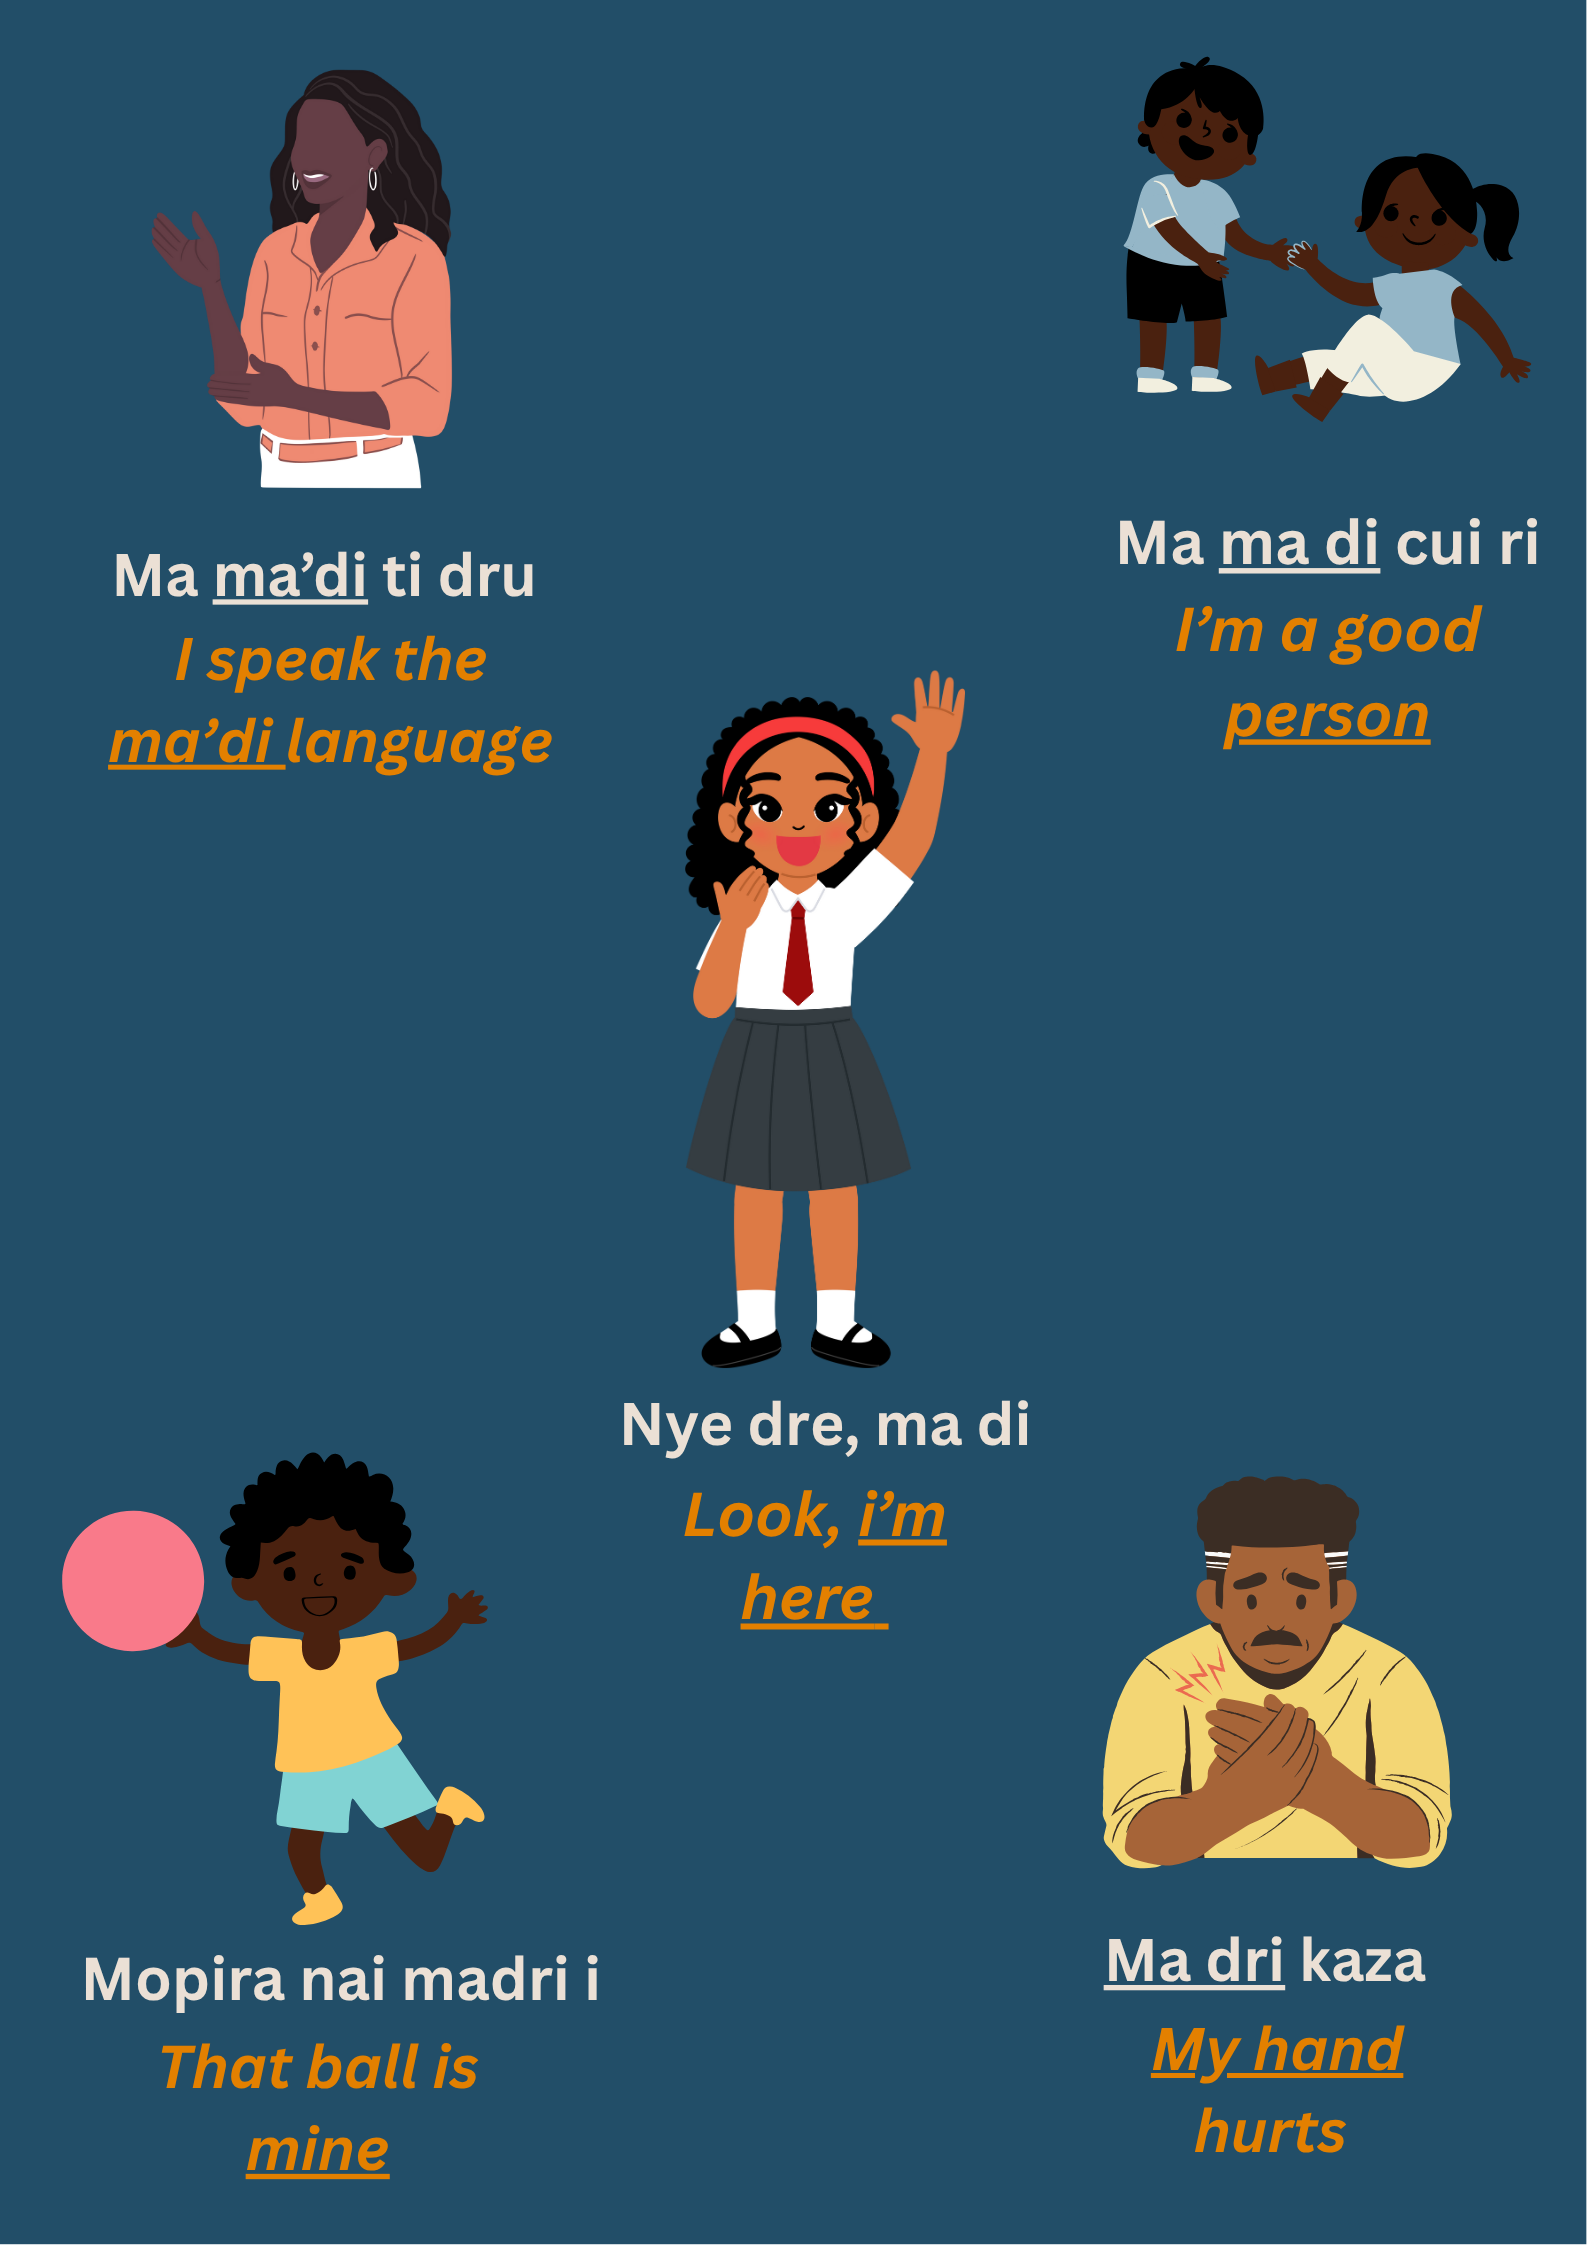 Ma ma’di ti dru
I speak the
ma’di language
Ma ma di cui ri
I’m a good
person
Nye dre, ma di
Look, i’m
here
Mopira nai madri i
That ball is
mine
Ma dri kaza
My hand
hurts